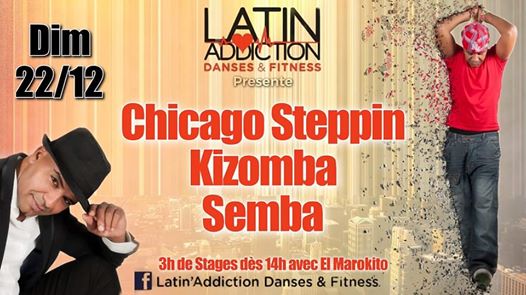 Dim
22/12
LATIN
ADDICTION
DANSES & FITNESS
Presente
Chicago Steppin
Kizomba
Semba
3h de Stages dès 14h avec El Marokito
f Latin'Addiction Danses & Fitness.